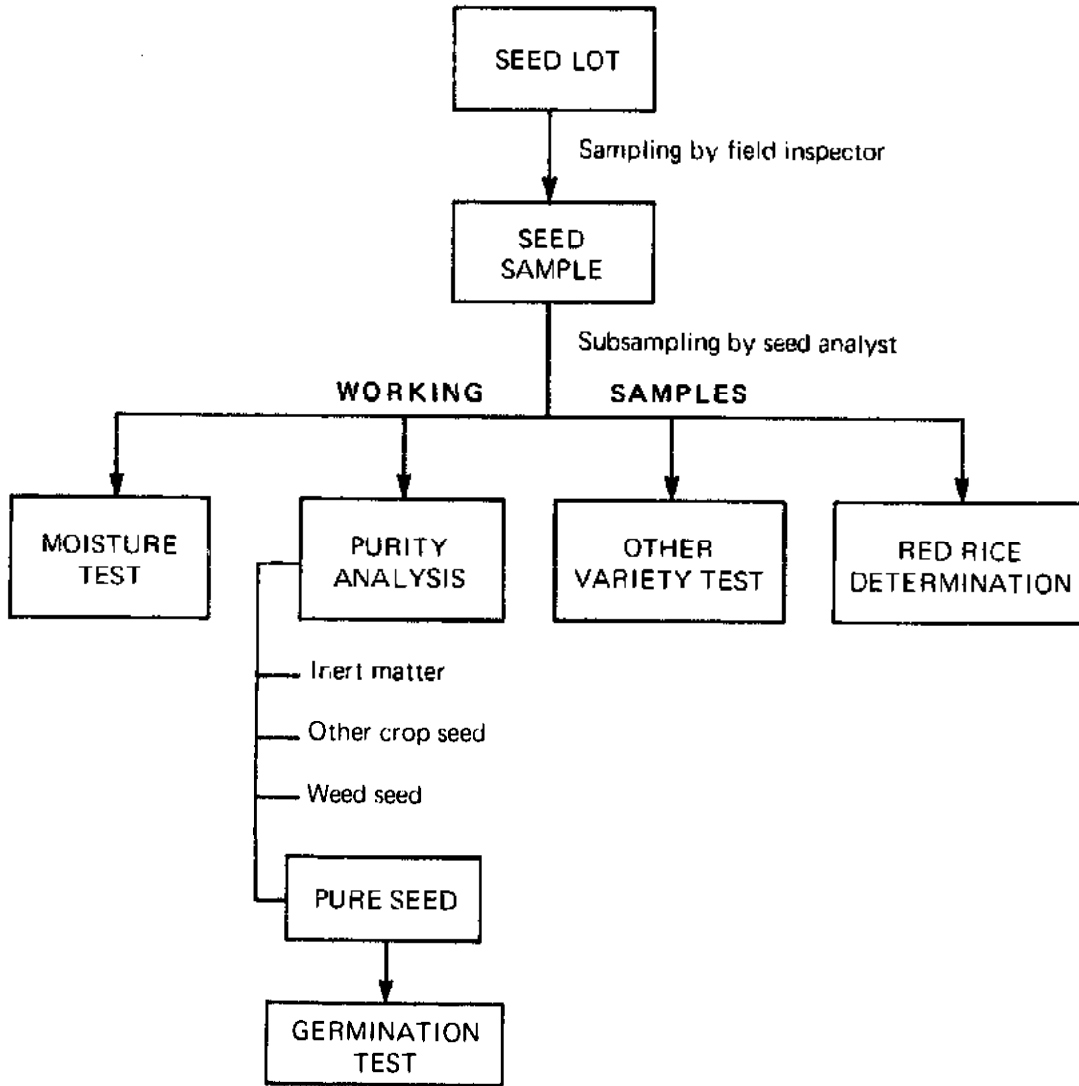 SEED LOT
Sampling by field inspector
SEED
SAMPLE
Subsampling by seed analyst
WORKING SAMPLES
MOISTURE
TEST
PURITY
ANALYSIS
OTHER
VARIETY TEST
RED RICE
DETERMINATION
Inert matter
Other crop seed
Weed seed
PURE SEED
GERMINATION
TEST